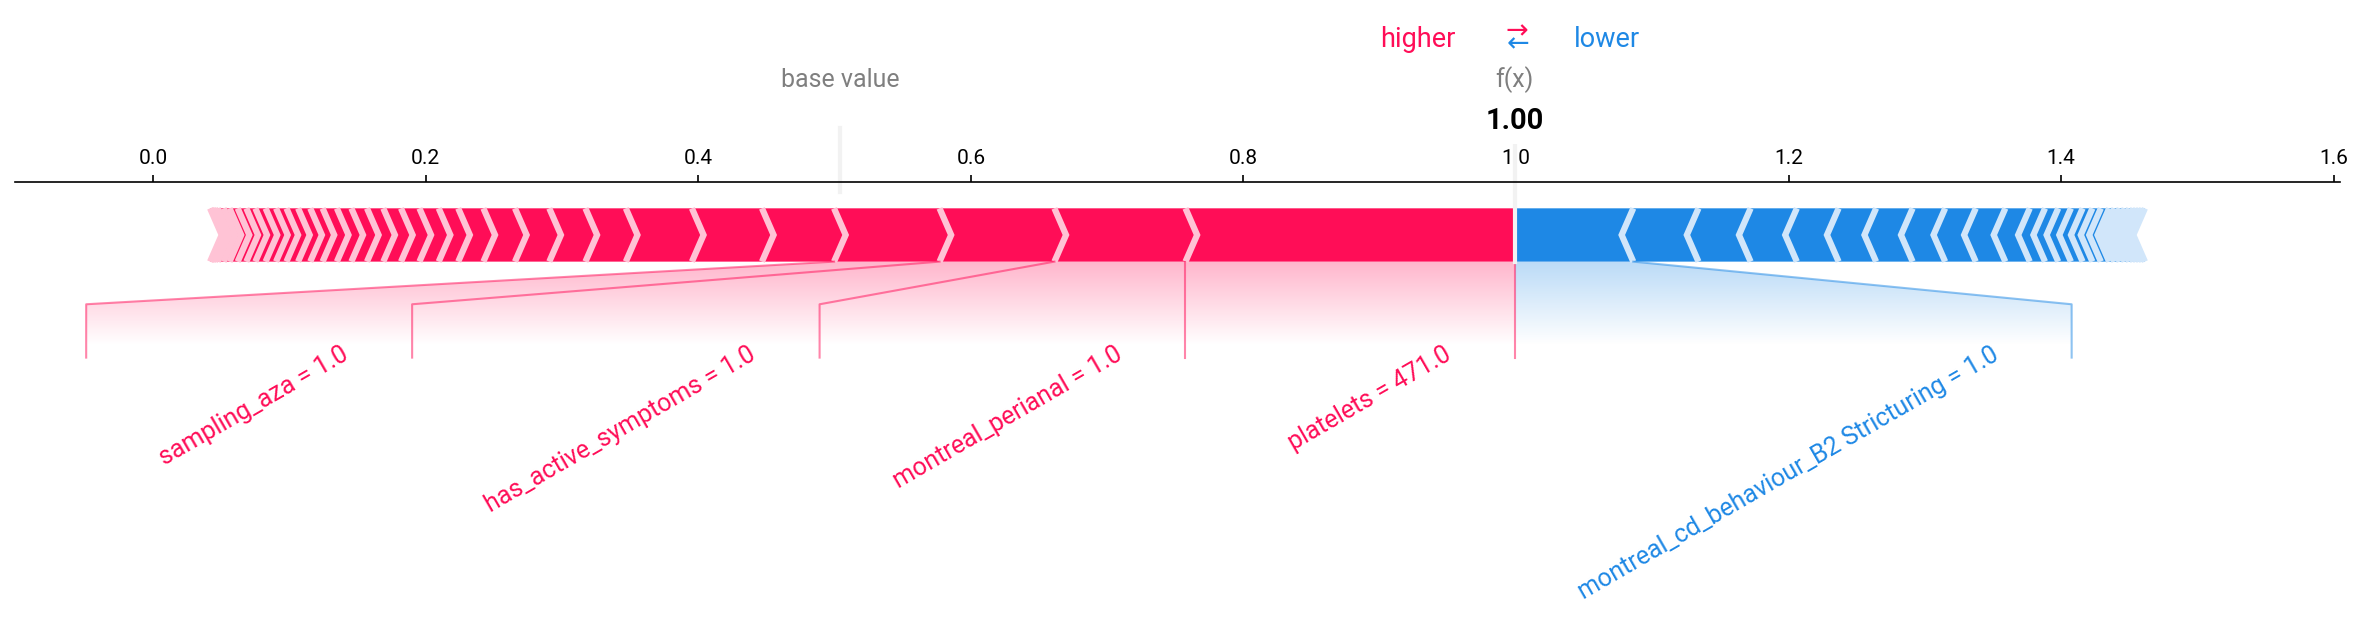 higher ⇄ lower
base value
f(x)
1.00
0.0 0.2 0.4 0.6 0.8 1.0 1.2 1.4 1.6
sampling_aza = 1.0
has_active_symptoms = 1.0
montreal_perianal = 1.0
platelets = 471.0
montreal_cd_behaviour_B2 Stricturing = 1.0